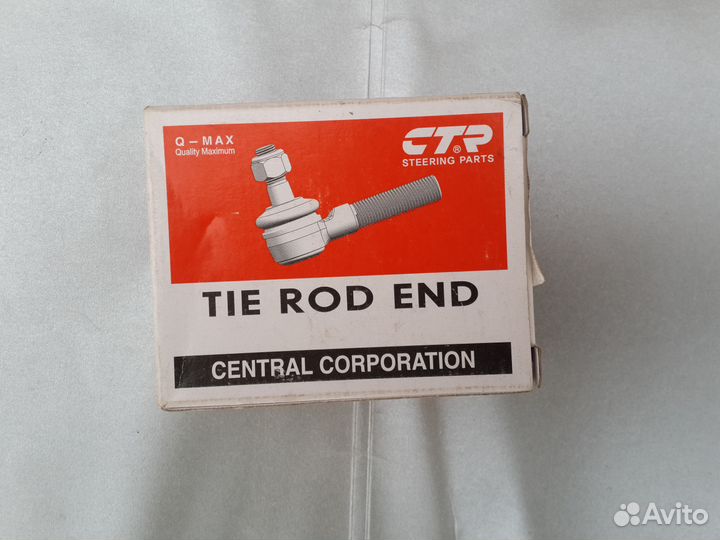 Q – MAX
Quality Maximum
CTR®
STEERING PARTS
TIE ROD END
CENTRAL CORPORATION
Avito